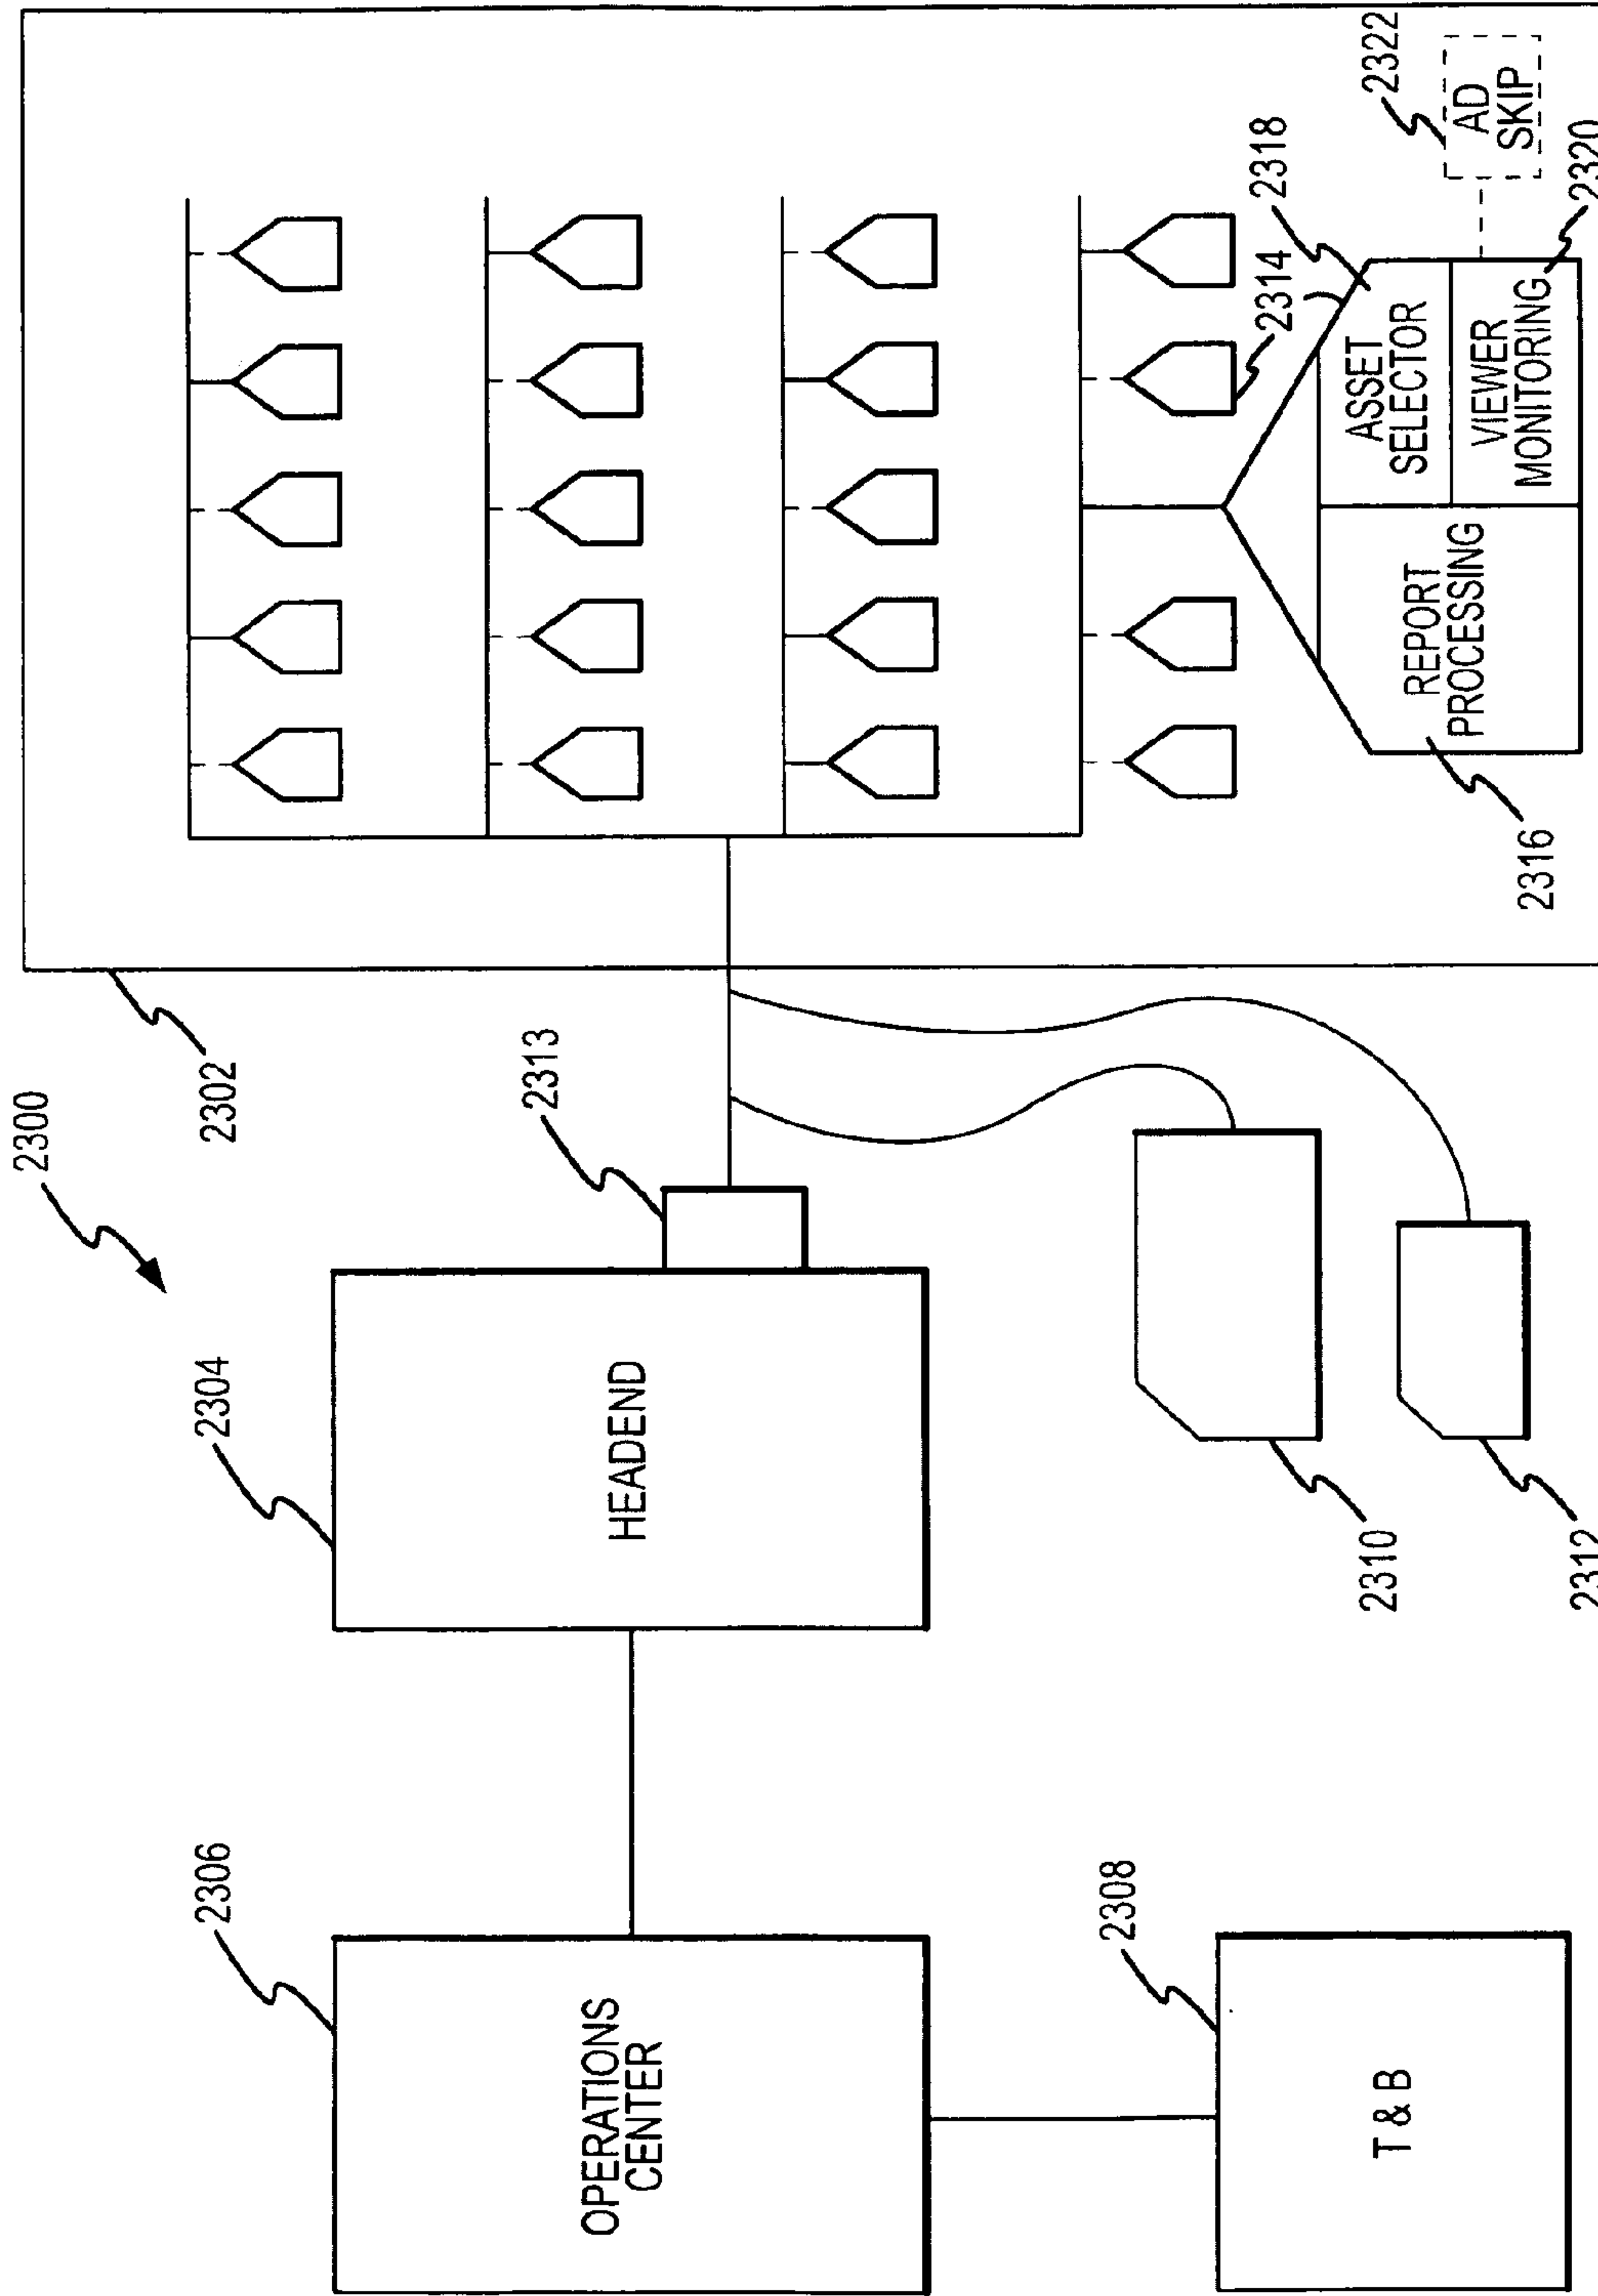 2300
2306
OPERATIONS
CENTER
2308
T & B
2304
HEADEND
2313
2302
2310
2312
2314
2316
REPORT
PROCESSING
2318
ASSET
SELECTOR
2320
VIEWER
MONITORING
2322
AD
SKIP